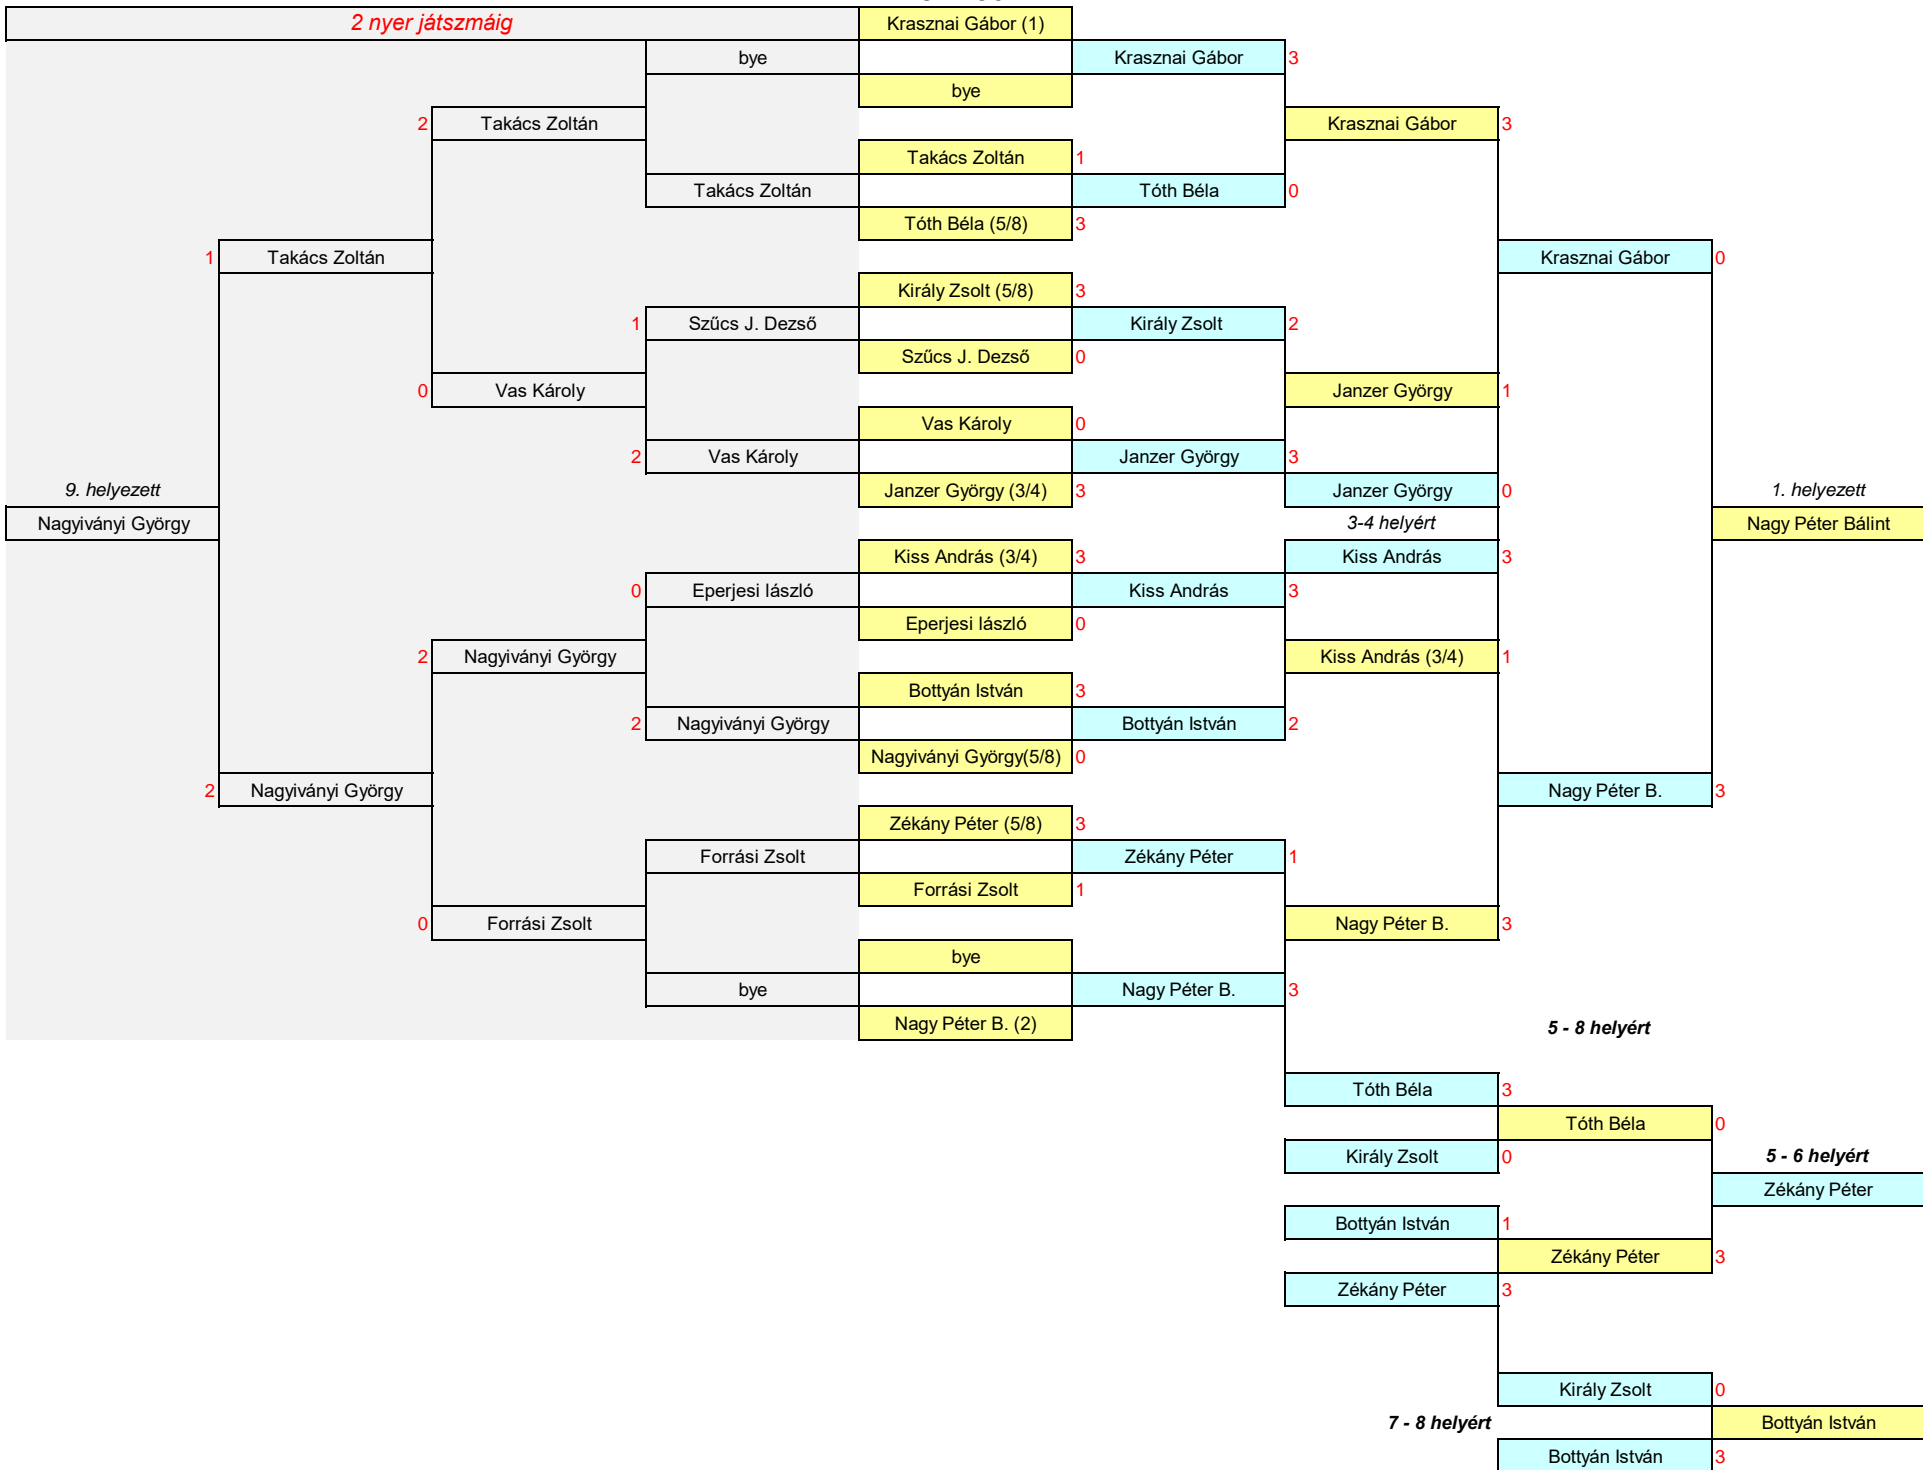 2 nyer játszmáig Krasznai Gábor (1)
bye Krasznai Gábor 3
bye
2 Takács Zoltán Krasznai Gábor 3
Takács Zoltán 1
Takács Zoltán Tóth Béla 0
Tóth Béla (5/8) 3
1 Takács Zoltán Krasznai Gábor 0
Király Zsolt (5/8) 3
1 Szűcs J. Dezső Király Zsolt 2
Szűcs J. Dezső 0
0 Vas Károly Janzer György 1
Vas Károly 0
2 Vas Károly Janzer György 3
9. helyezett Janzer György (3/4) 3 Janzer György 0 1. helyezett
Nagyiványi György 3-4 helyért Nagy Péter Bálint
Kiss András (3/4) 3 Kiss András 3
0 Eperjesi lászló Kiss András 3
Eperjesi lászló 0
2 Nagyiványi György Kiss András (3/4) 1
Bottyán István 3
2 Nagyiványi György Bottyán István 2
Nagyiványi György(5/8) 0
2 Nagyiványi György Nagy Péter B. 3
Zékány Péter (5/8) 3
Forrási Zsolt Zékány Péter 1
Forrási Zsolt 1
0 Forrási Zsolt Nagy Péter B. 3
bye
bye Nagy Péter B. 3
Nagy Péter B. (2) 5 - 8 helyért
Tóth Béla 3
Tóth Béla 0
Király Zsolt 0 5 - 6 helyért
Zékány Péter
Bottyán István 1
Zékány Péter 3
Zékány Péter 3
Király Zsolt 0
7 - 8 helyért Bottyán István
Bottyán István 3